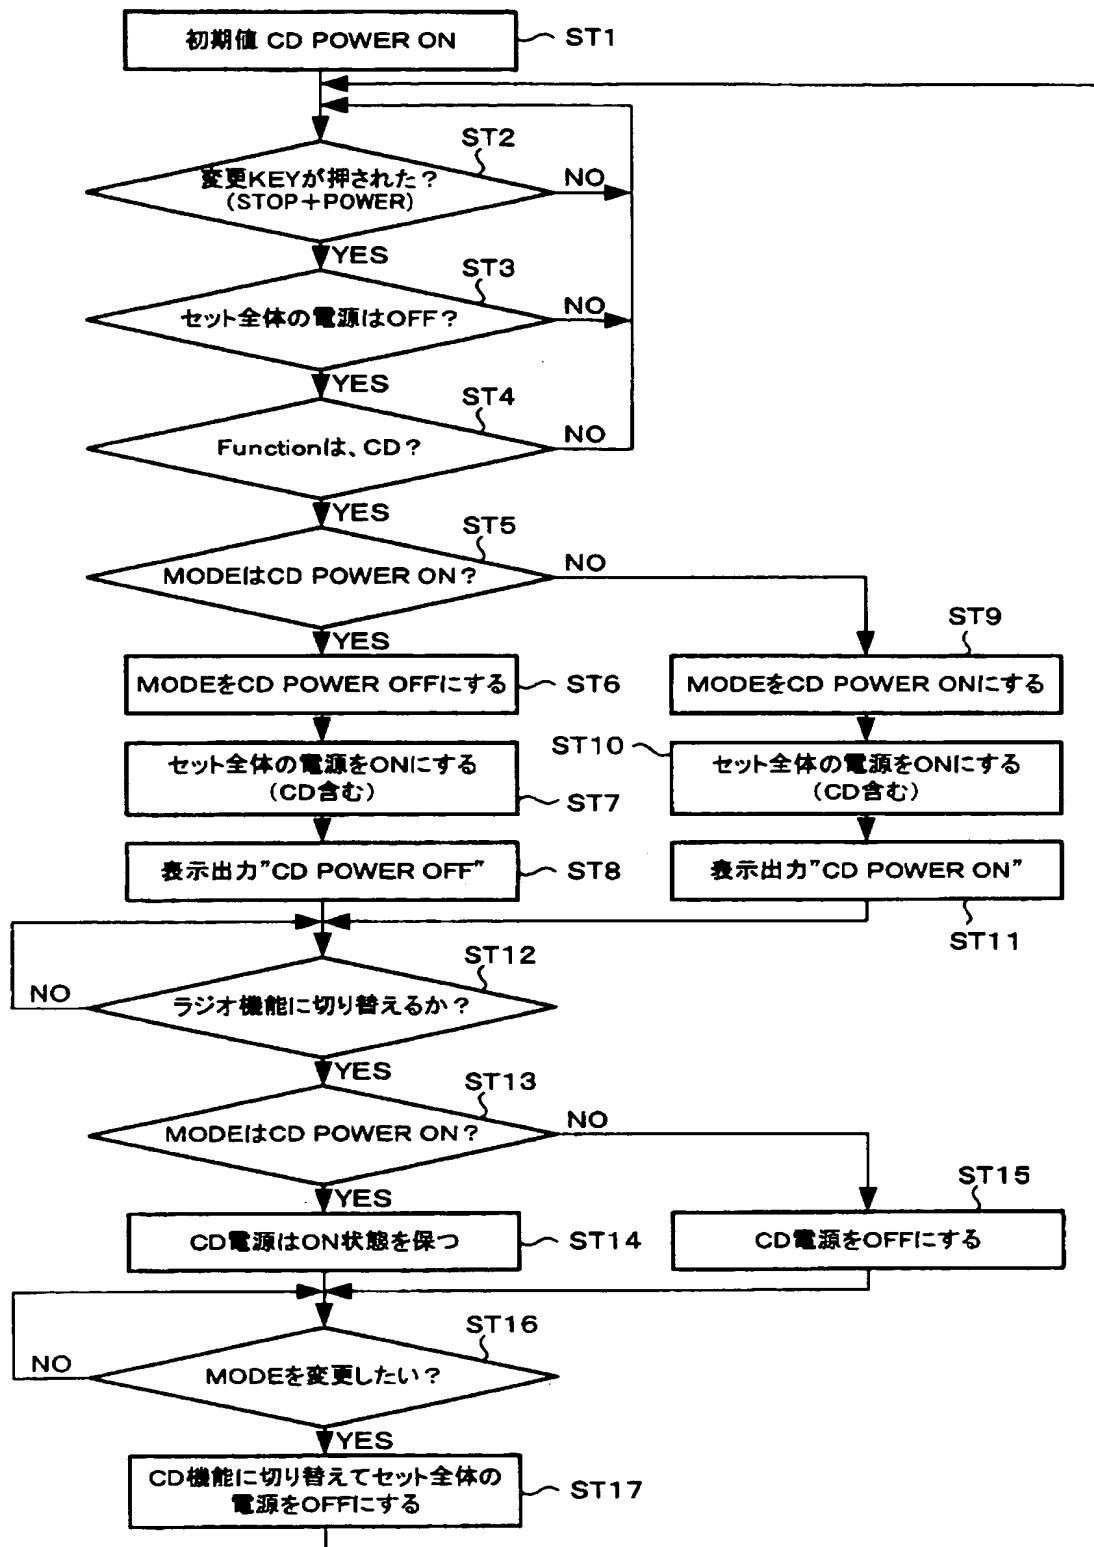 初期値 CD POWER ON
ST1
ST2
変更KEYが押された？
(STOP＋POWER)
NO
YES
ST3
セット全体の電源はOFF？
NO
YES
ST4
Functionは、CD？
NO
YES
ST5
MODEはCD POWER ON？
NO
YES
ST9
MODEをCD POWER OFFにする
ST6
MODEをCD POWER ONにする
セット全体の電源をONにする
(CD含む)
ST7
ST10
セット全体の電源をONにする
(CD含む)
表示出力”CD POWER OFF”
ST8
表示出力”CD POWER ON”
ST11
ST12
ラジオ機能に切り替えるか？
NO
YES
ST13
MODEはCD POWER ON？
NO
YES
ST15
CD電源はON状態を保つ
ST14
CD電源をOFFにする
ST16
MODEを変更したい？
NO
YES
CD機能に切り替えてセット全体の
電源をOFFにする
ST17